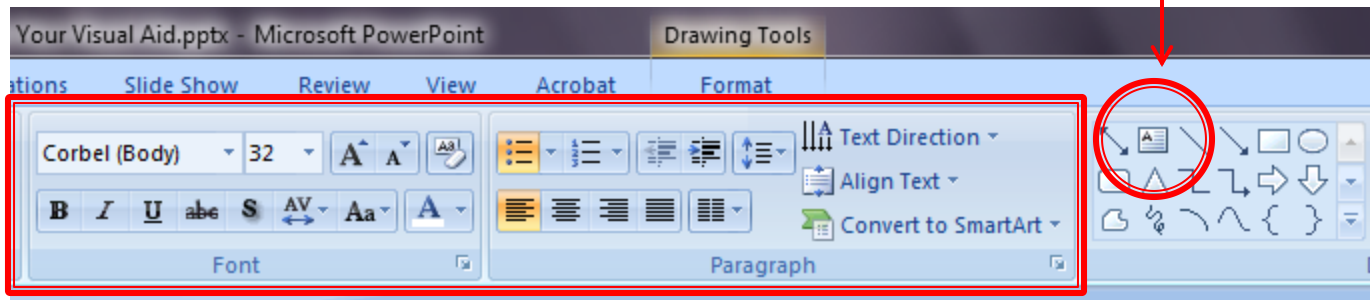 Your Visual Aid.pptx - Microsoft PowerPoint Drawing Tools
ations Slide Show Review View Acrobat Format
Corbel (Body) 32 A A Aa Text Direction
Align Text
B I U abc S AV Aa A Convert to SmartArt
Font Paragraph